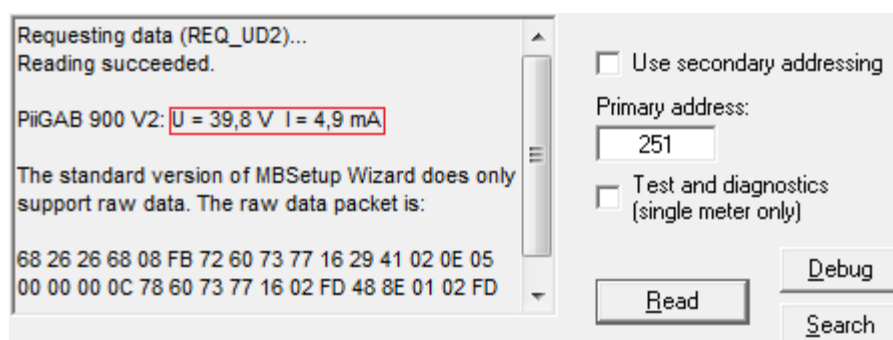 Requesting data (REQ_UD2)...
Reading succeeded.
PiiGAB 900 V2: U = 39,8 V I = 4,9 mA
The standard version of MBSetup Wizard does only
support raw data. The raw data packet is:
68 26 26 68 08 FB 72 60 73 77 16 29 41 02 0E 05
00 00 00 0C 78 60 73 77 16 02 FD 48 8E 01 02 FD
Use secondary addressing
Primary address:
251
Test and diagnostics
(single meter only)
Read
Debug
Search